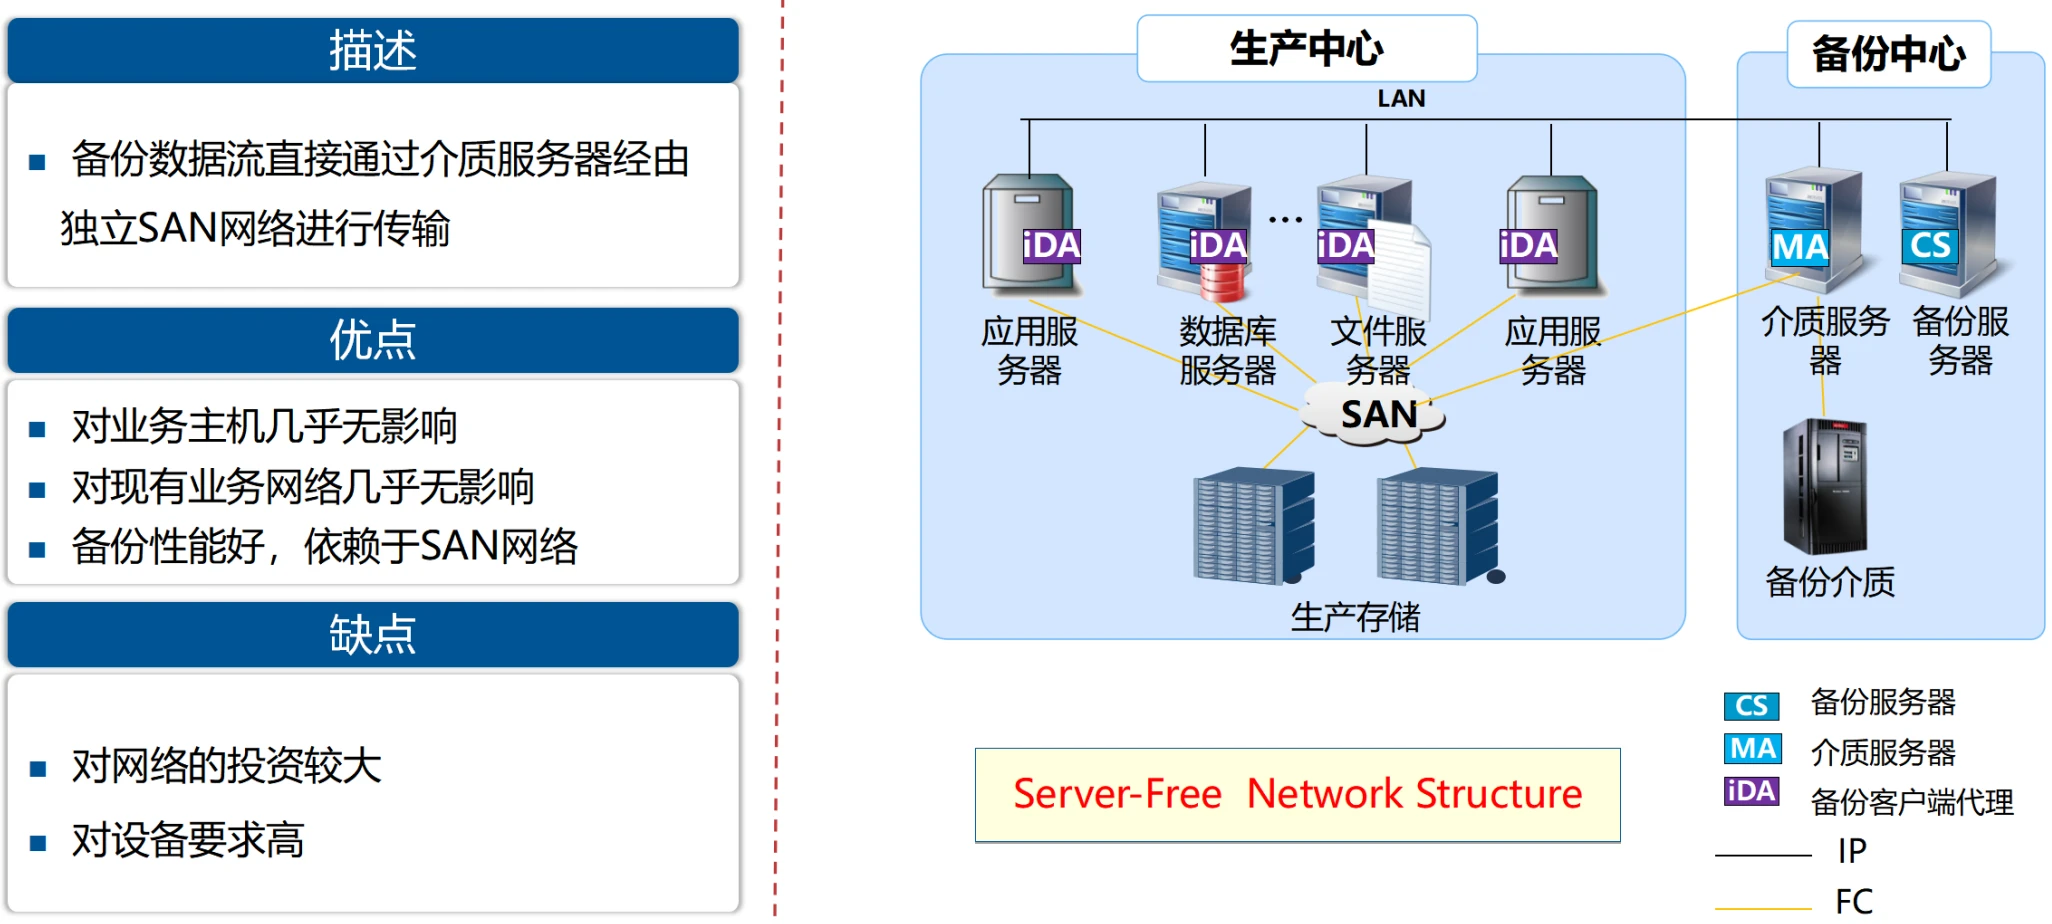 描述
备份数据流直接通过介质服务器经由
独立SAN网络进行传输
优点
对业务主机几乎无影响
对现有业务网络几乎无影响
备份性能好，依赖于SAN网络
缺点
对网络的投资较大
对设备要求高
生产中心
备份中心
LAN
iDA
iDA
...
iDA
iDA
MA
CS
应用服
务器
数据库
服务器
文件服
务器
应用服
务器
介质服务
器
备份服
务器
SAN
生产存储
备份介质
Server-Free Network Structure
CS 备份服务器
MA 介质服务器
iDA 备份客户端代理
IP
FC